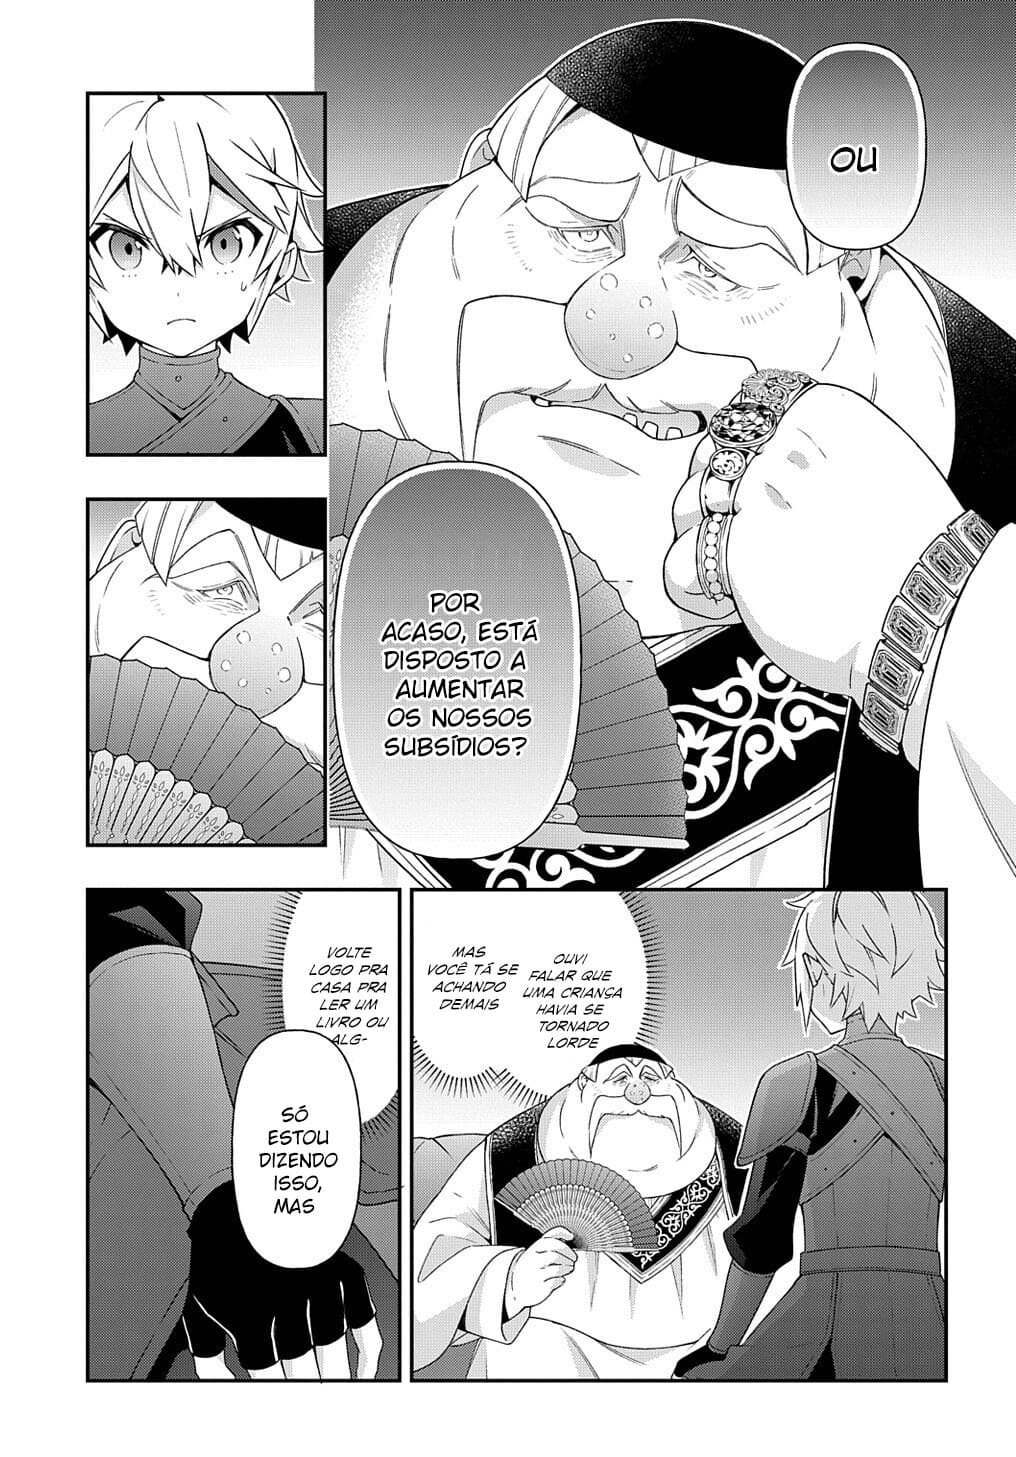 OU
POR
ACASO, ESTÁ
DISPOSTO A
AUMENTAR
OS NOSSOS
SUBSÍDIOS?
OUVI
FALAR QUE
UMA CRIANÇA
HAVIA SE
TORNADO
LORDE
MAS
VOCÊ TÁ SE
ACHANDO
DEMAIS
VOLTE
LOGO PRA
CASA PRA
LER UM
LIVRO OU
ALG-
SÓ
ESTOU
DIZENDO
ISSO,
MAS